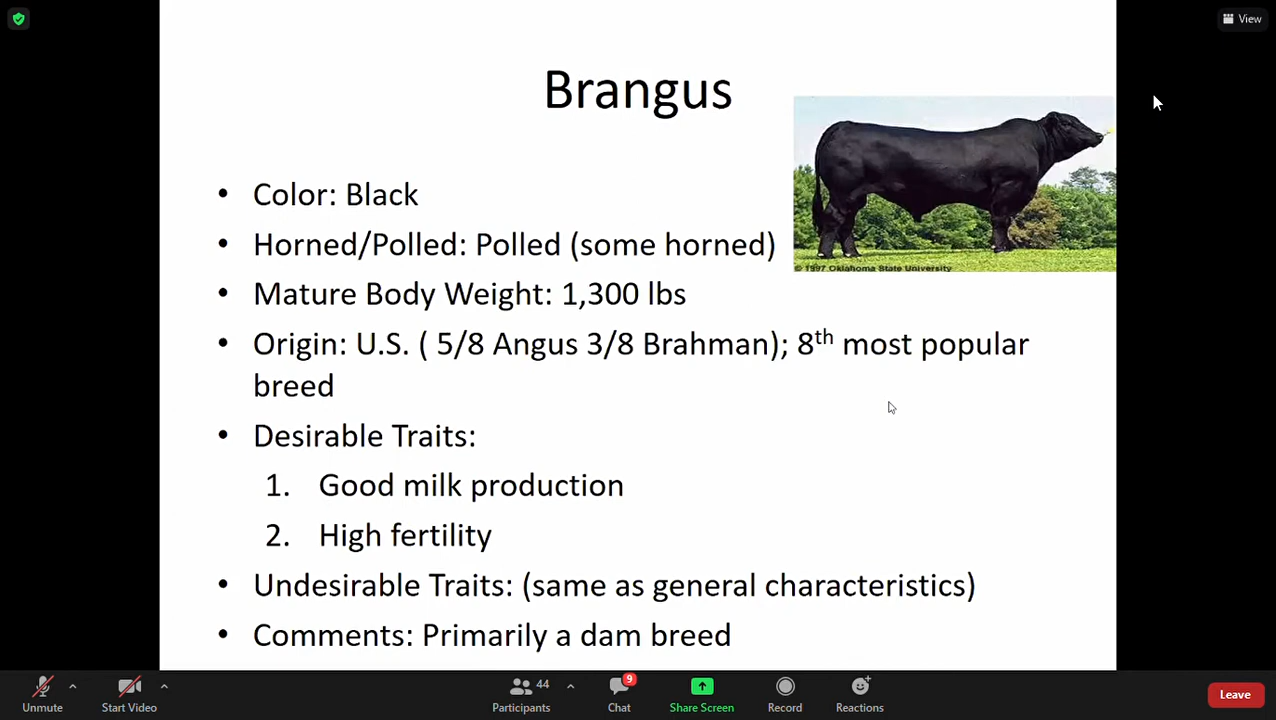 View
Brangus
• Color: Black
• Horned/Polled: Polled (some horned)
© 1997 Oklahoma State University
• Mature Body Weight: 1,300 lbs
• Origin: U.S. ( 5/8 Angus 3/8 Brahman); 8th most popular
breed
• Desirable Traits:
1. Good milk production
2. High fertility
• Undesirable Traits: (same as general characteristics)
• Comments: Primarily a dam breed
44 9
Unmute Start Video Participants Chat Share Screen Record Reactions Leave